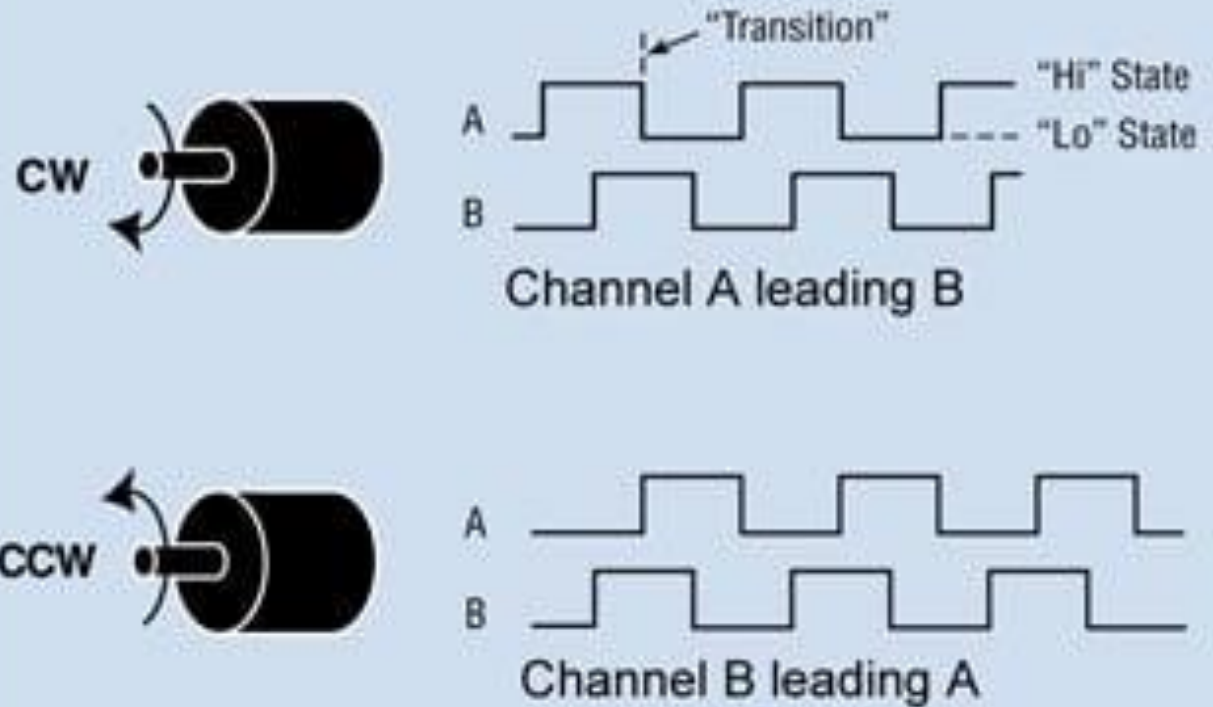 "Transition"
A
"Hi" State
"Lo" State
CW
B
Channel A leading B
A
CCW
B
Channel B leading A